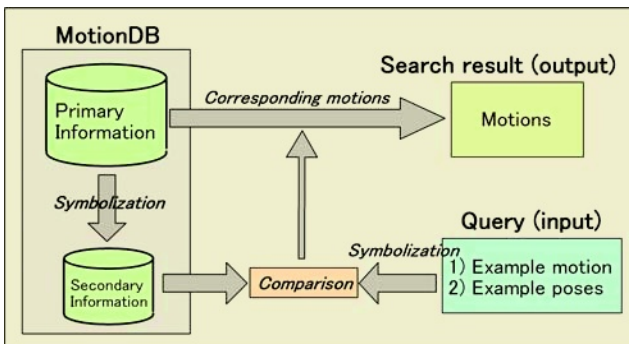 MotionDB
Primary
Information
Corresponding motions
Search result (output)
Motions
Symbolization
Secondary
Information
Comparison
Symbolization
Query (input)
1) Example motion
2) Example poses